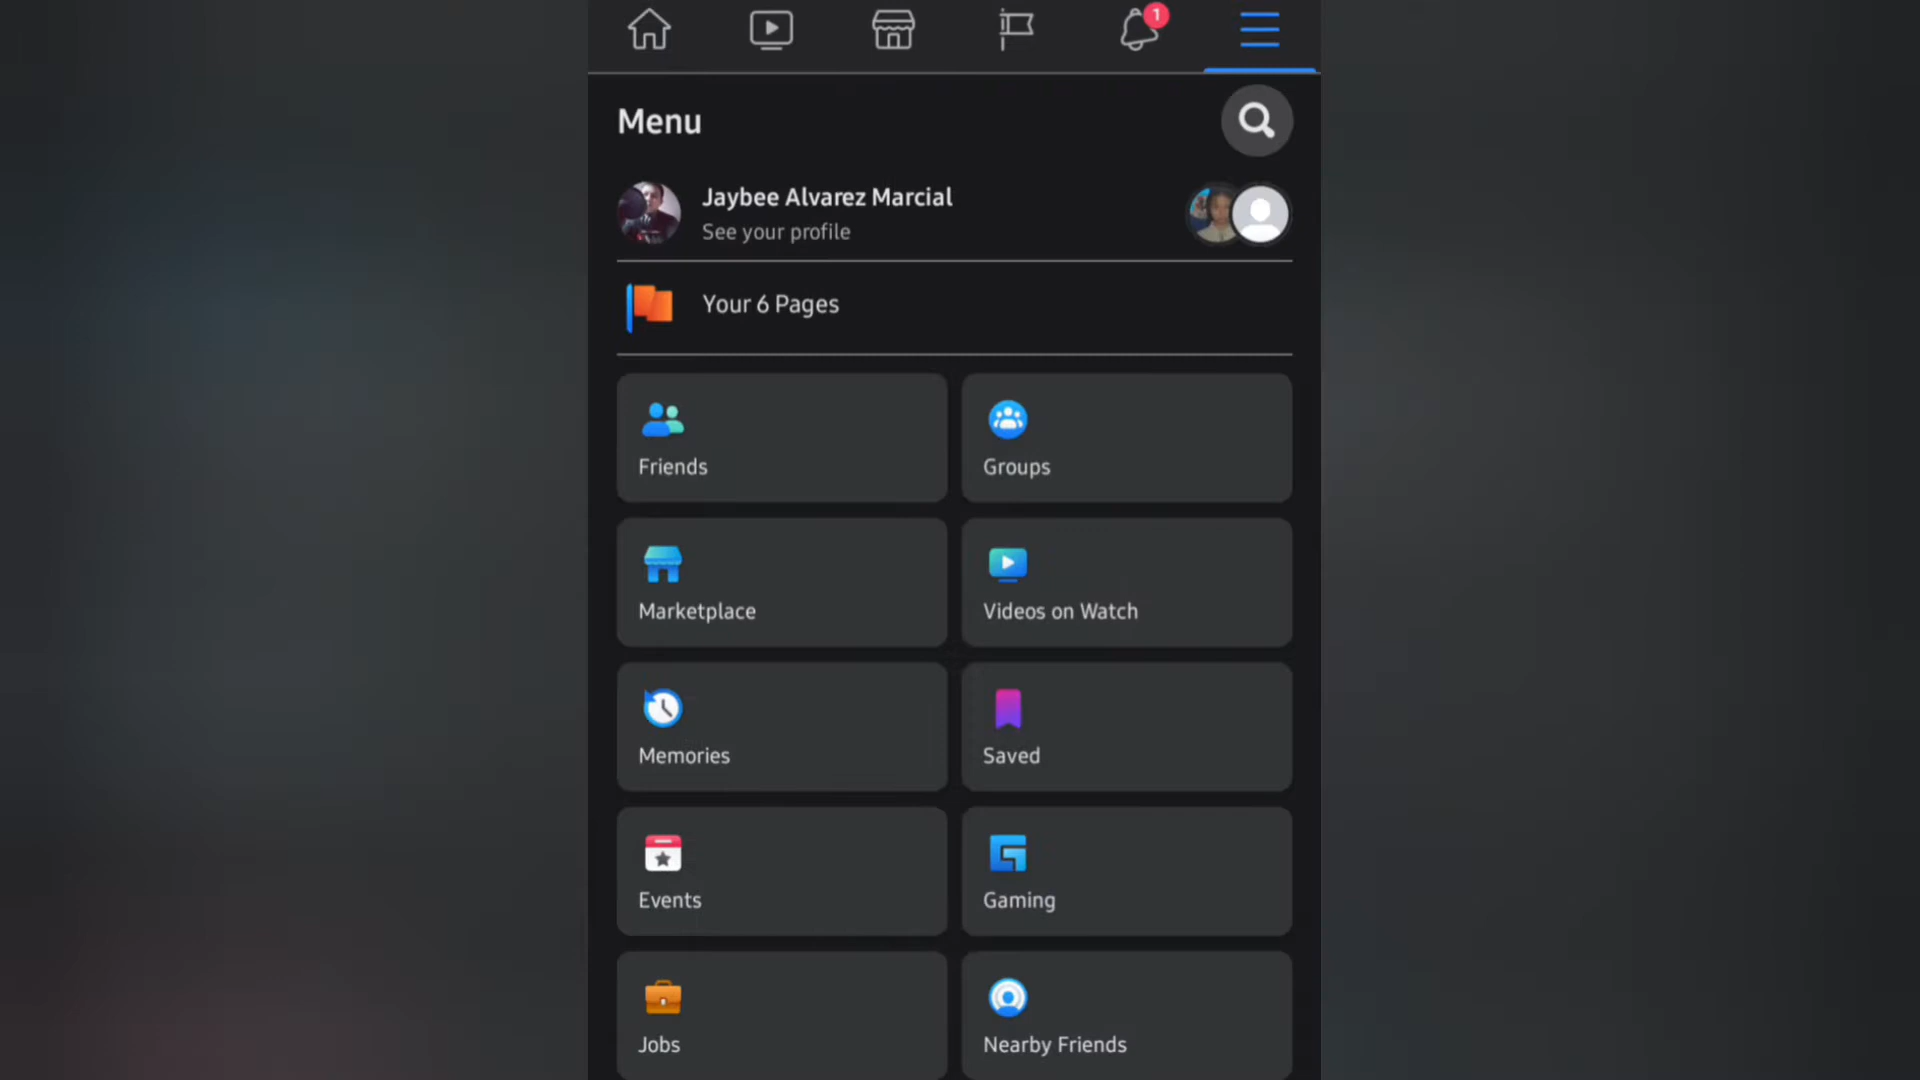 1
Menu
Jaybee Alvarez Marcial
See your profile
Your 6 Pages
Friends
Groups
Marketplace
Videos on Watch
Memories
Saved
Events
Gaming
Jobs
Nearby Friends